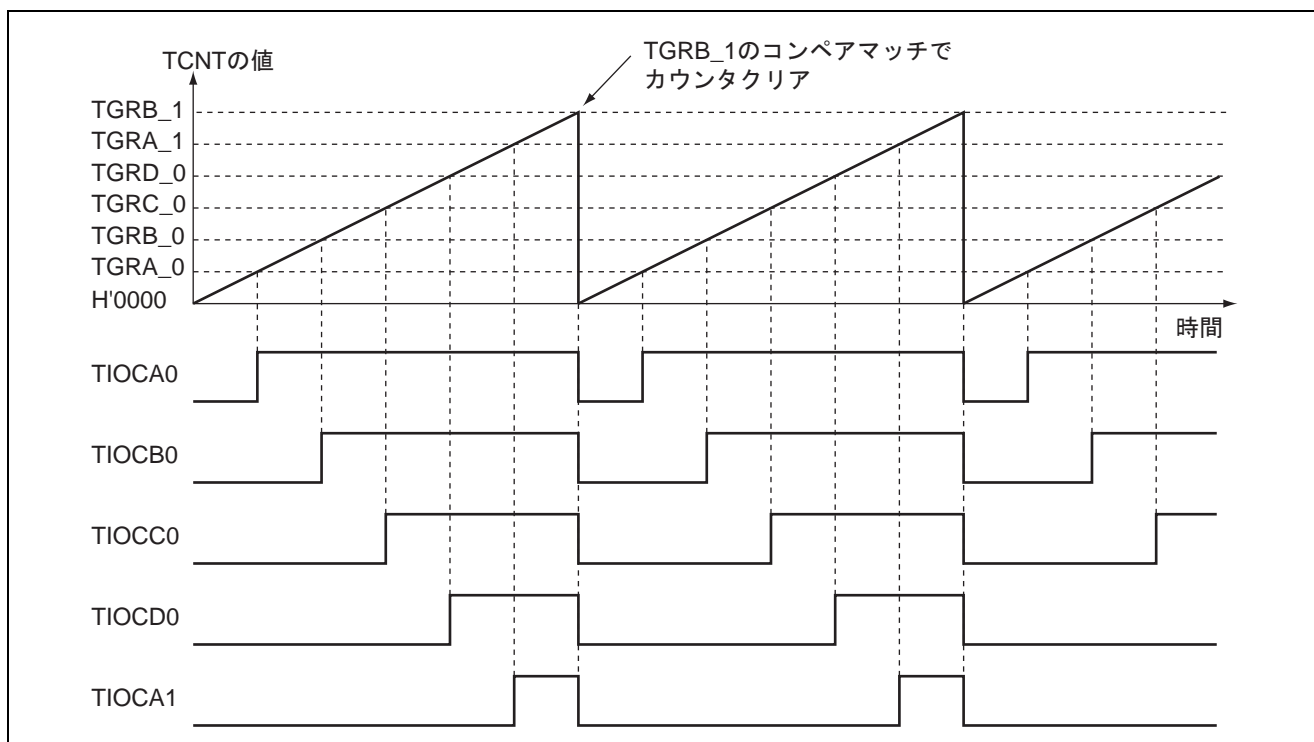 TCNTの値
TGRB_1のコンペアマッチで
カウンタクリア
TGRB_1
TGRA_1
TGRD_0
TGRC_0
TGRB_0
TGRA_0
H'0000
時間
TIOCA0
TIOCB0
TIOCC0
TIOCD0
TIOCA1